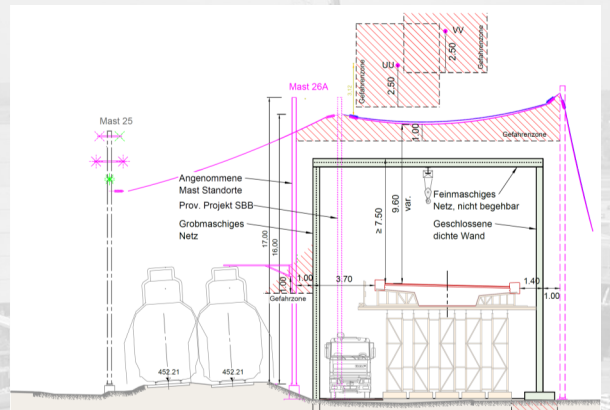 VV
Gefahrenzone
2.50
Gefahrenzone
UU
2.50
Mast 26A
Mast 25
1.00
Gefahrenzone
Angenommene
Mast Standorte
Prov. Projekt SBB
Grobmaschiges
Netz
≥ 7.50
9.60
var.
Feinmaschiges
Netz, nicht begehbar
Geschlossene
dichte Wand
17.00
16.00
1.00
1.00
3.70
1.40
1.00
Gefahrzone
452.21
452.21